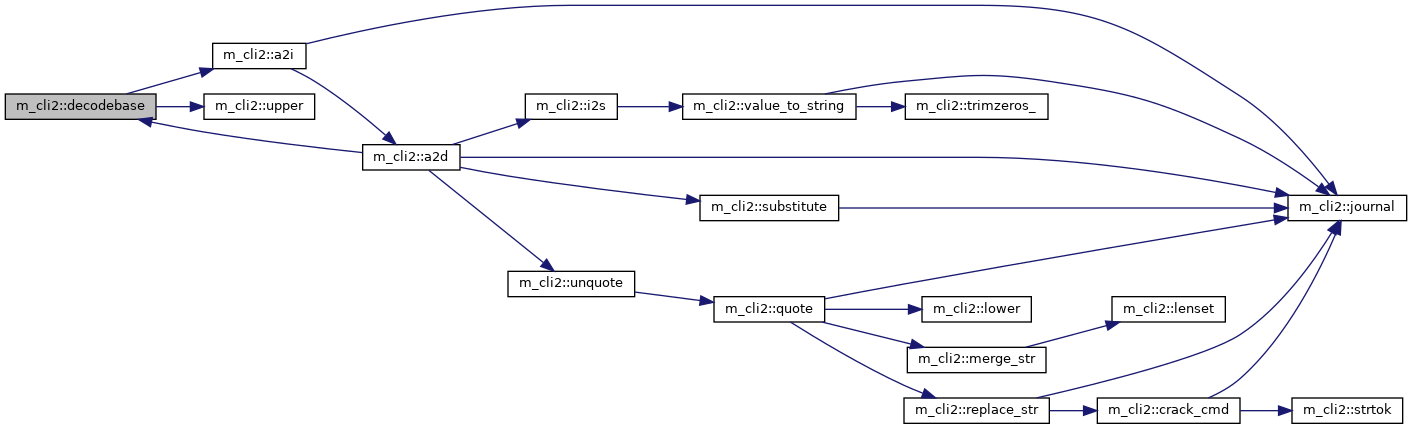 m_cli2::decodebase
m_cli2::a2i
m_cli2::upper
m_cli2::a2d
m_cli2::i2s
m_cli2::value_to_string
m_cli2::trimzeros_
m_cli2::substitute
m_cli2::journal
m_cli2::unquote
m_cli2::quote
m_cli2::lower
m_cli2::merge_str
m_cli2::lenset
m_cli2::replace_str
m_cli2::crack_cmd
m_cli2::strtok